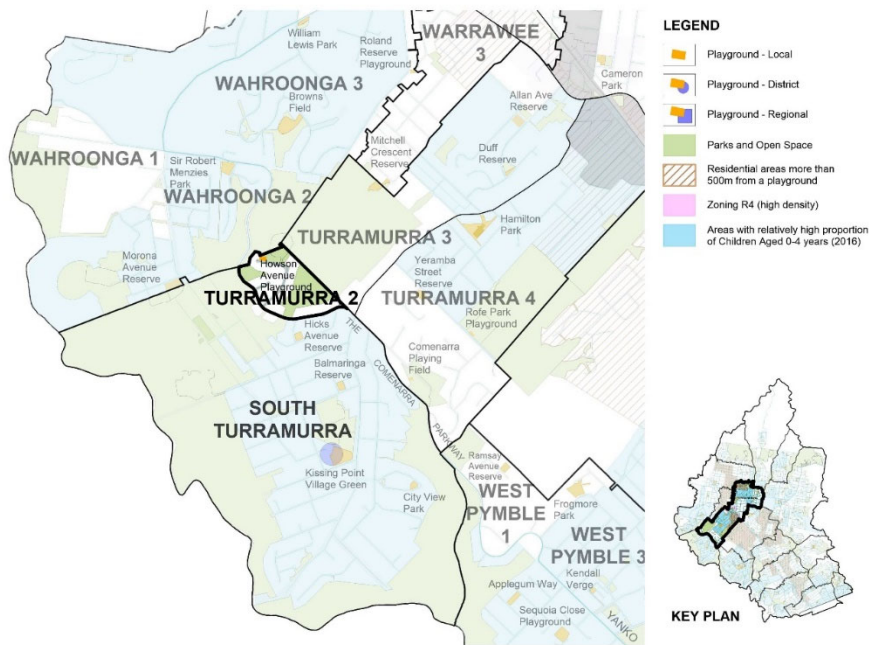 William
Lewis Park
Roland
Reserve
Playground
WARRAWEE
3
Cameron
Park
WAHROONGA 3
Browns
Field
Allan Ave
Reserve
Mitchell
Crescent
Reserve
Duff
Reserve
WAHROONGA 1
Sir Robert
Menzies
Park
WAHROONGA 2
Hamilton
Park
TURRAMURRA 3
Morona
Avenue
Reserve
Howson
Avenue
Playground
Yeramba
Street
Reserve
TURRAMURRA 2
TURRAMURRA 4
Rofe Park
Playground
Hicks
Avenue
Reserve
THE
COMENARRA
PARKWAY
Balmaringa
Reserve
Comenarra
Playing
Field
SOUTH
TURRAMURRA
Kissing Point
Village Green
Ramsay
Avenue
Reserve
City View
Park
WEST
PYMBLE
1
Frogmore
Park
WEST
PYMBLE 3
Kendall
Verge
Applegum Way
Sequoia Close
Playground
YANKO
LEGEND
Playground - Local
Playground - District
Playground - Regional
Parks and Open Space
Residential areas more than
500m from a playground
Zoning R4 (high density)
Areas with relatively high proportion
of Children Aged 0-4 years (2016)
KEY PLAN